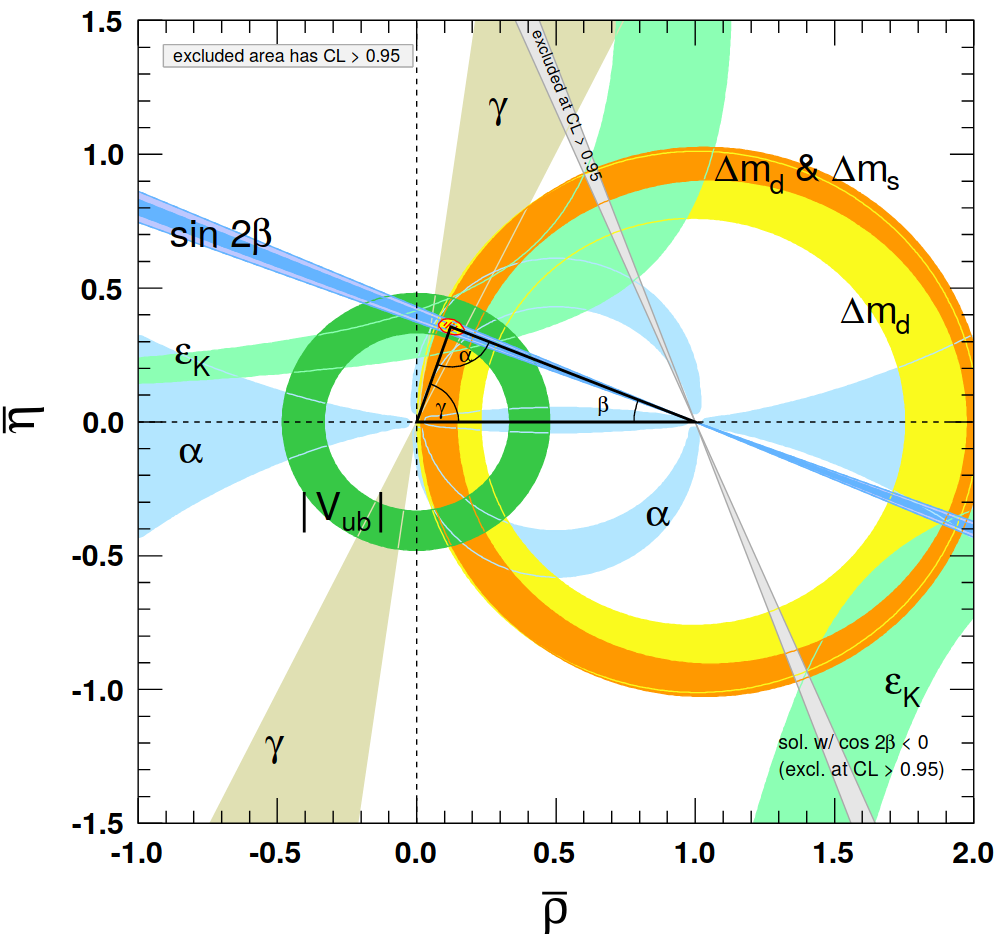 1.5
excluded area has CL > 0.95
excluded at CL > 0.95
γ
1.0
Δm_d & Δm_s
sin 2β
0.5
Δm_d
ε_K
α
β
γ
0.0
α
|V_ub|
α
-0.5
ε_K
-1.0
γ
sol. w/ cos 2β < 0
(excl. at CL > 0.95)
-1.5
-1.0 -0.5 0.0 0.5 1.0 1.5 2.0
η̅
ρ̅